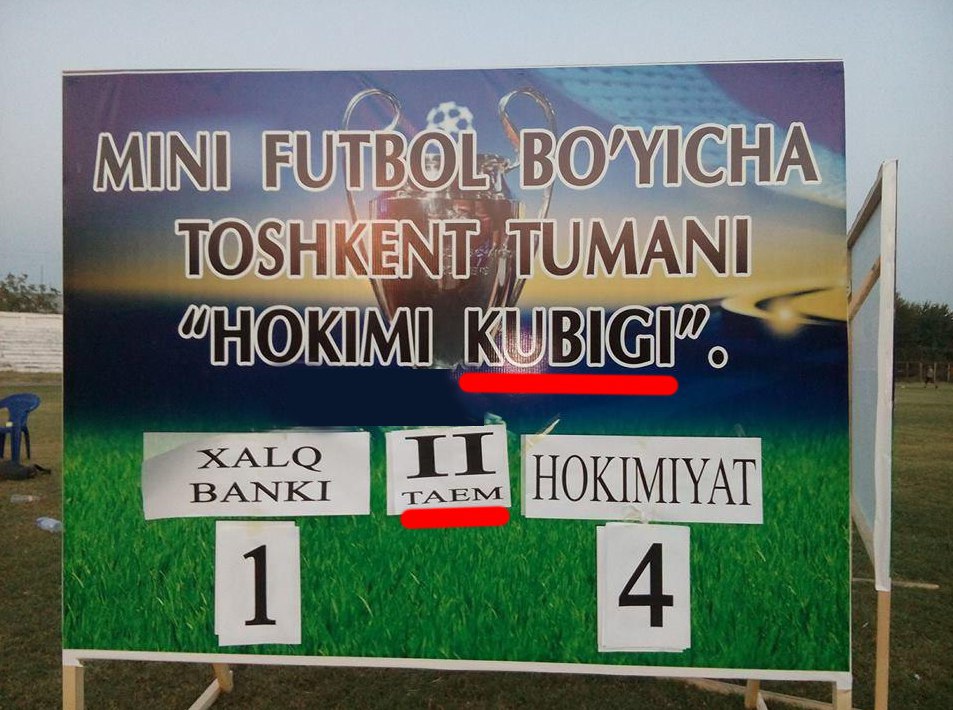 MINI FUTBOL BO'YICHA
TOSHKENT TUMANI
“HOKIMI KUBIGI”.
XALQ
BANKI
II
TAEM
HOKIMIYAT
1
4